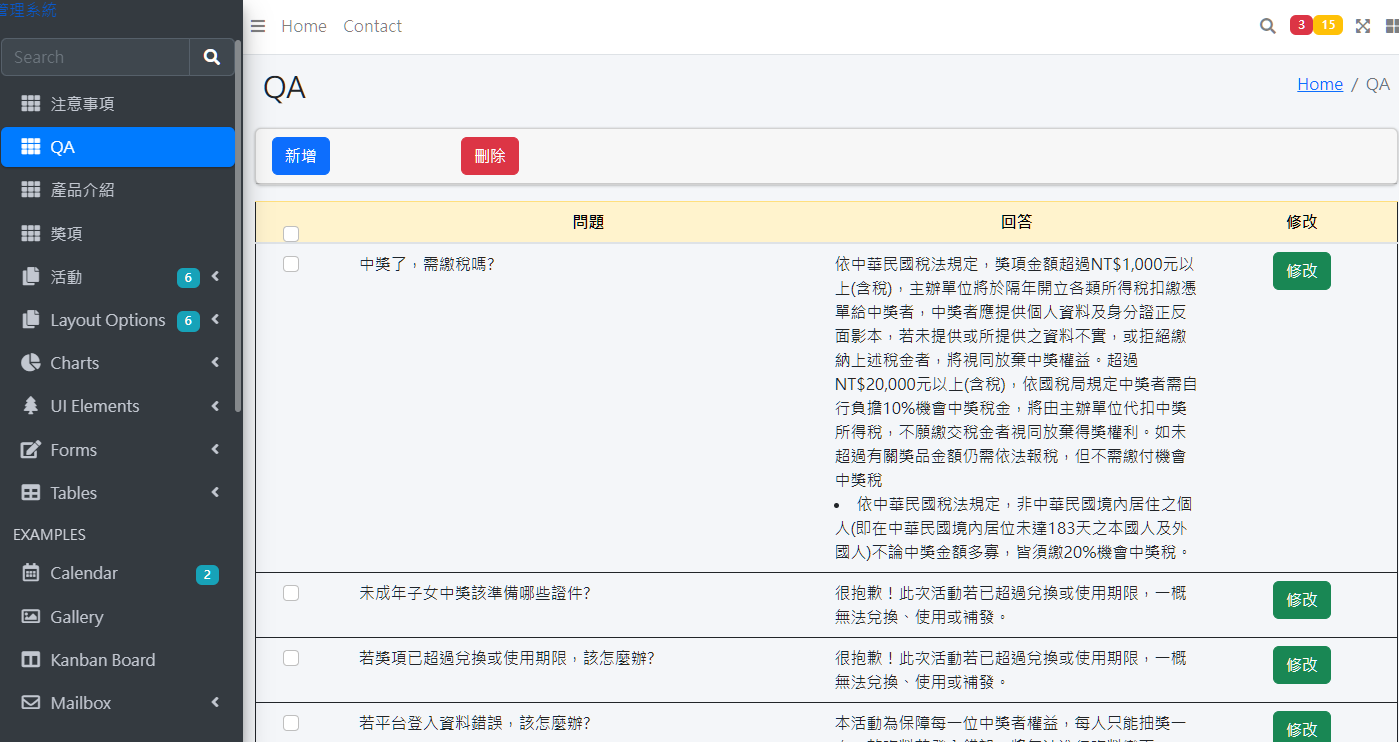 管理系統
Home
Contact
3
15
Search
注意事項
QA
產品介紹
獎項
活動
6
Layout Options
6
Charts
UI Elements
Forms
Tables
EXAMPLES
Calendar
2
Gallery
Kanban Board
Mailbox
QA
Home / QA
新增
刪除
問題
回答
修改
中獎了，需繳稅嗎?
依中華民國稅法規定，獎項金額超過NT$1,000元以
上(含稅)，主辦單位將於隔年開立各類所得稅扣繳憑
單給中獎者，中獎者應提供個人資料及身分證正反
面影本，若未提供或所提供之資料不實，或拒絕繳
納上述稅金者，將視同放棄中獎權益。超過
NT$20,000元以上(含稅)，依國稅局規定中獎者需自
行負擔10%機會中獎稅金，將由主辦單位代扣中獎
所得稅，不願繳交稅金者視同放棄得獎權利。如未
超過有關獎品金額仍需依法報稅，但不需繳付機會
中獎稅
• 依中華民國稅法規定，非中華民國境內居住之個
人(即在中華民國境內居位未達183天之本國人及外
國人)不論中獎金額多寡，皆須繳20%機會中獎稅。
修改
未成年子女中獎該準備哪些證件?
很抱歉！此次活動若已超過兌換或使用期限，一概
無法兌換、使用或補發。
修改
若獎項已超過兌換或使用期限，該怎麼辦?
很抱歉！此次活動若已超過兌換或使用期限，一概
無法兌換、使用或補發。
修改
若平台登入資料錯誤，該怎麼辦?
本活動為保障每一位中獎者權益，每人只能抽獎一
修改